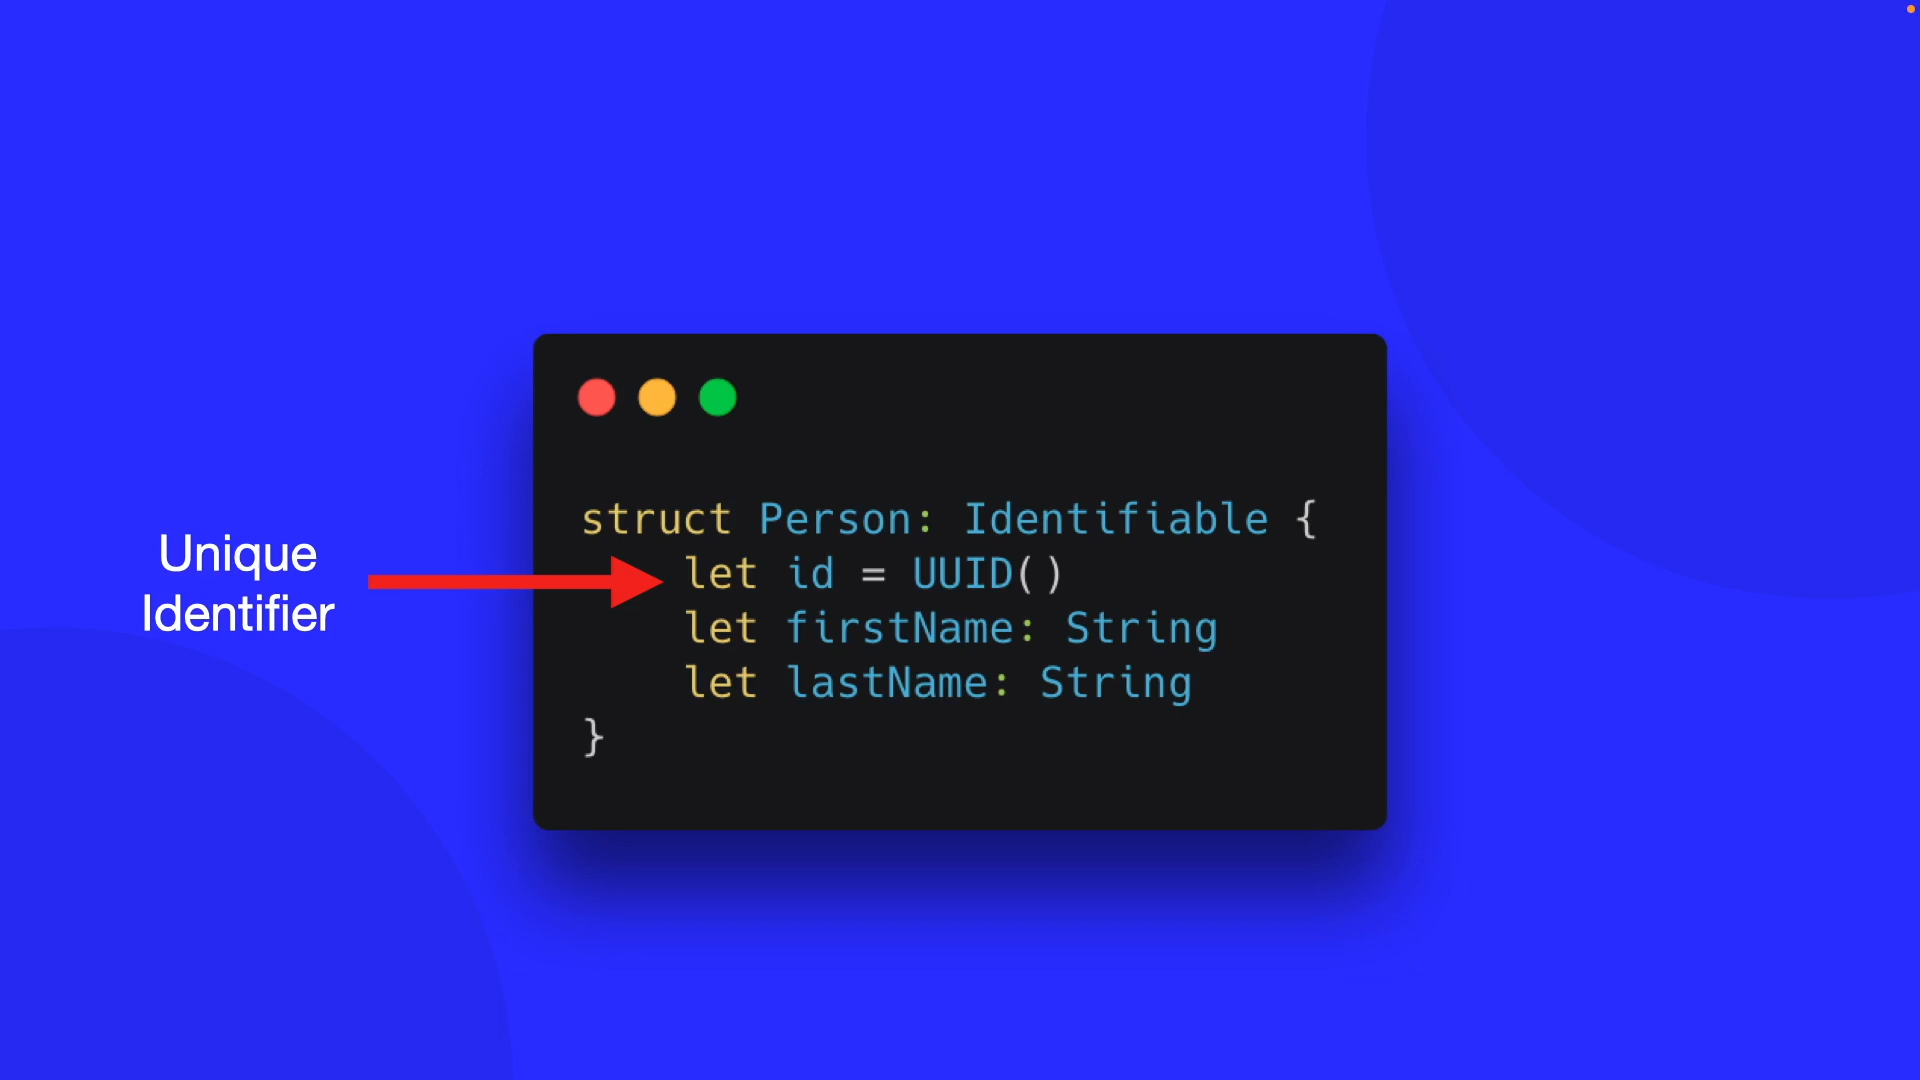 Unique
Identifier
struct Person: Identifiable {
    let id = UUID()
    let firstName: String
    let lastName: String
}